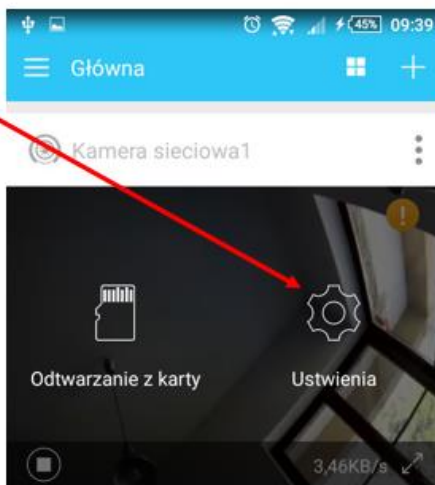 45% 09:39
Główna
Kamera sieciowa1
Odtwarzanie z karty
Ustwienia
3,46KB/s